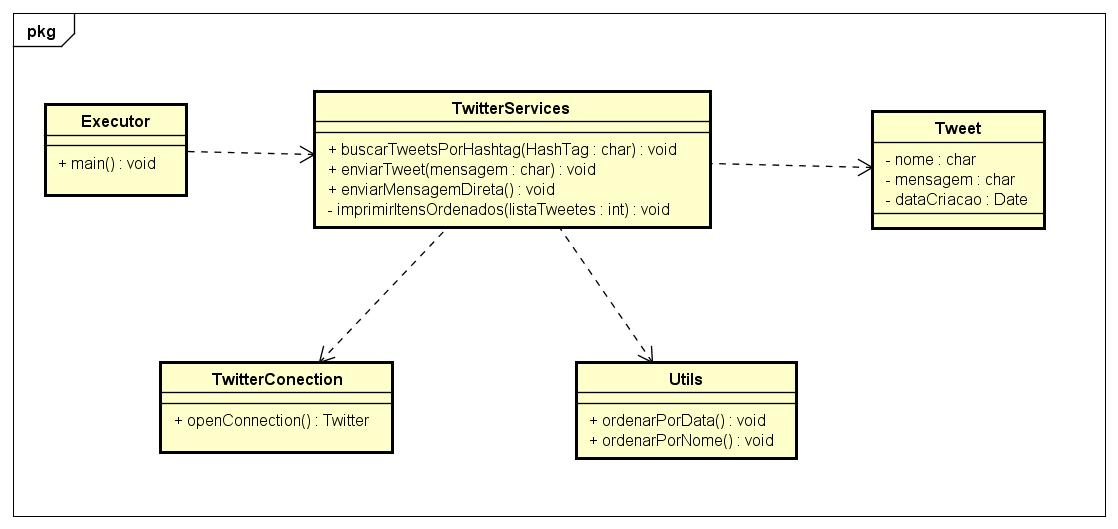 pkg
Executor
+ main() : void
TwitterServices
+ buscarTweetsPorHashtag(HashTag : char) : void
+ enviarTweet(mensagem : char) : void
+ enviarMensagemDireta() : void
- imprimirItensOrdenados(listaTweetes : int) : void
Tweet
- nome : char
- mensagem : char
- dataCriacao : Date
TwitterConection
+ openConnection() : Twitter
Utils
+ ordenarPorData() : void
+ ordenarPorNome() : void